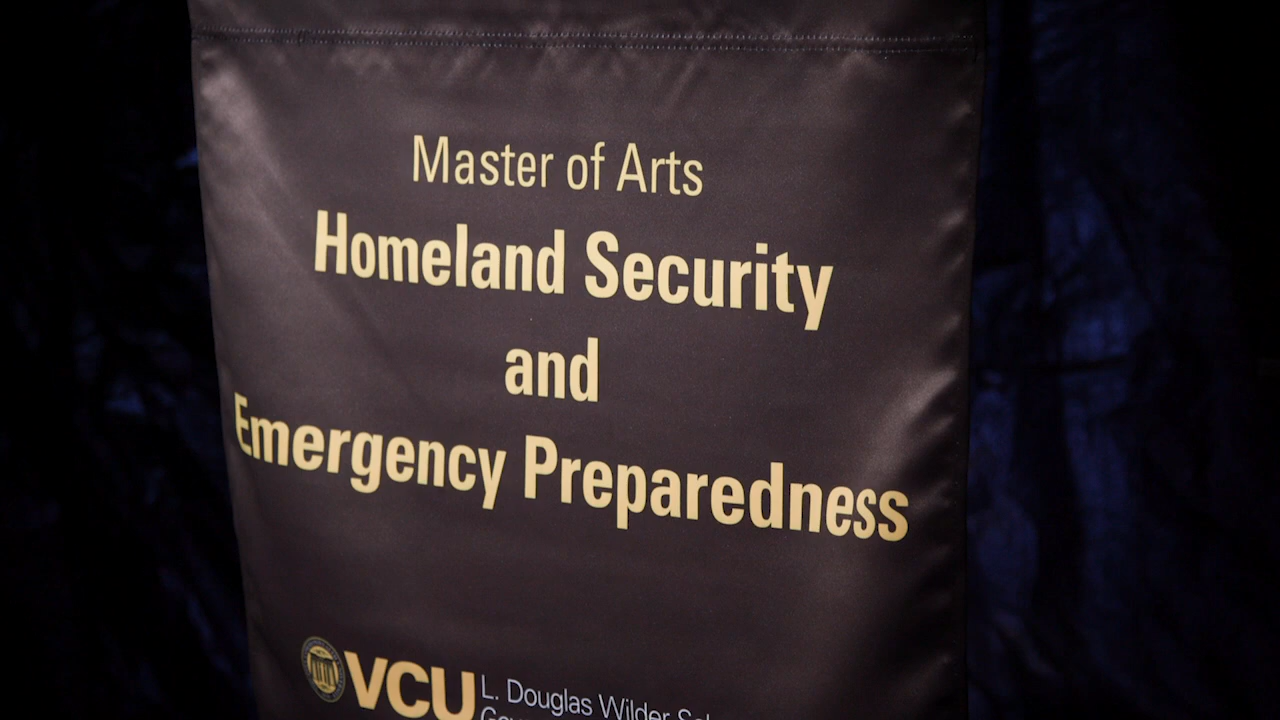 Master of Arts
Homeland Security
and
Emergency Preparedness
VCU
L. Douglas Wilder